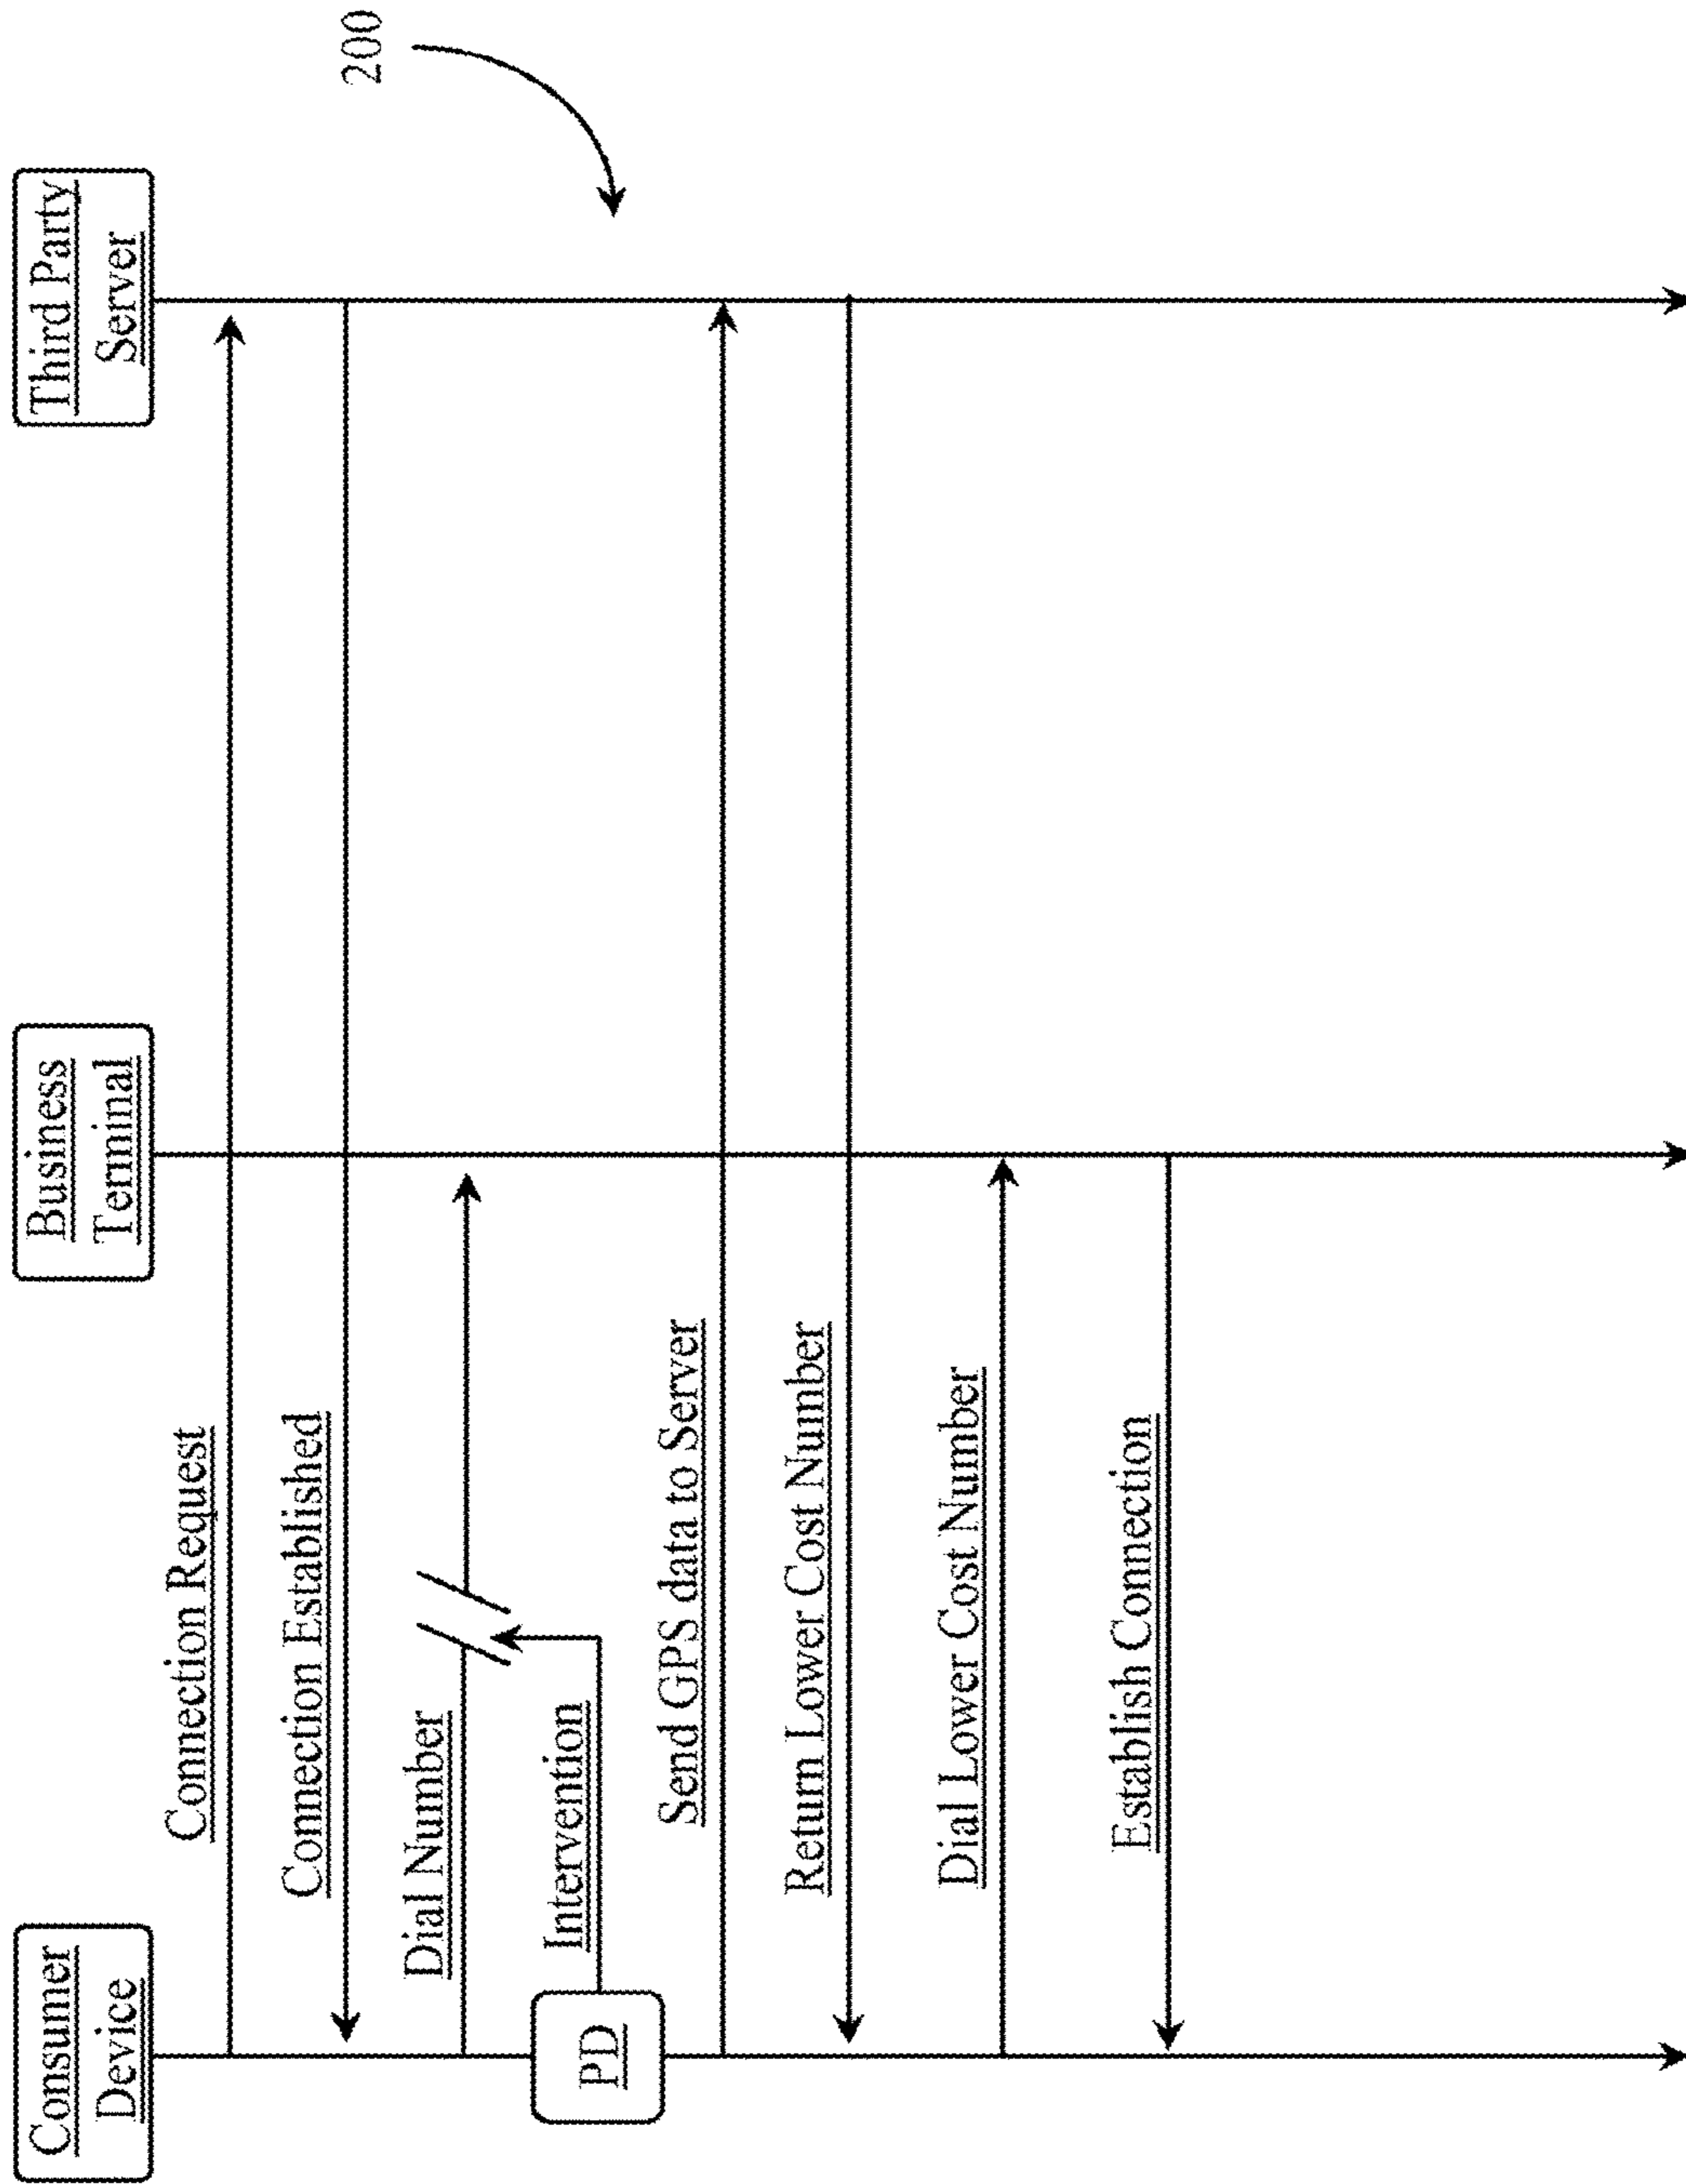 Consumer
Device
Business
Terminal
Third Party
Server
Connection Request
Connection Established
200
Dial Number
Intervention
PD
Send GPS data to Server
Return Lower Cost Number
Dial Lower Cost Number
Establish Connection